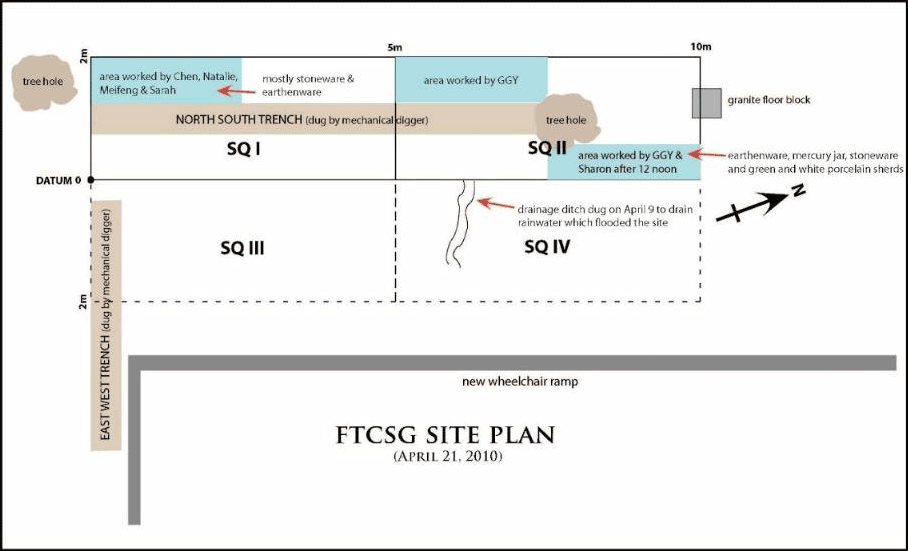 2m
5m
10m
tree hole
area worked by Chen, Natalie,
Meifeng & Sarah
mostly stoneware &
earthenware
area worked by GGY
granite floor block
NORTH SOUTH TRENCH (dug by mechanical digger)
tree hole
SQ I
SQ II
area worked by GGY &
Sharon after 12 noon
earthenware, mercury jar, stoneware
and green and white porcelain sherds
DATUM 0
N
drainage ditch dug on April 9 to drain
rainwater which flooded the site
SQ III
SQ IV
2m
EAST WEST TRENCH (dug by mechanical digger)
new wheelchair ramp
FTCSG SITE PLAN
(APRIL 21, 2010)